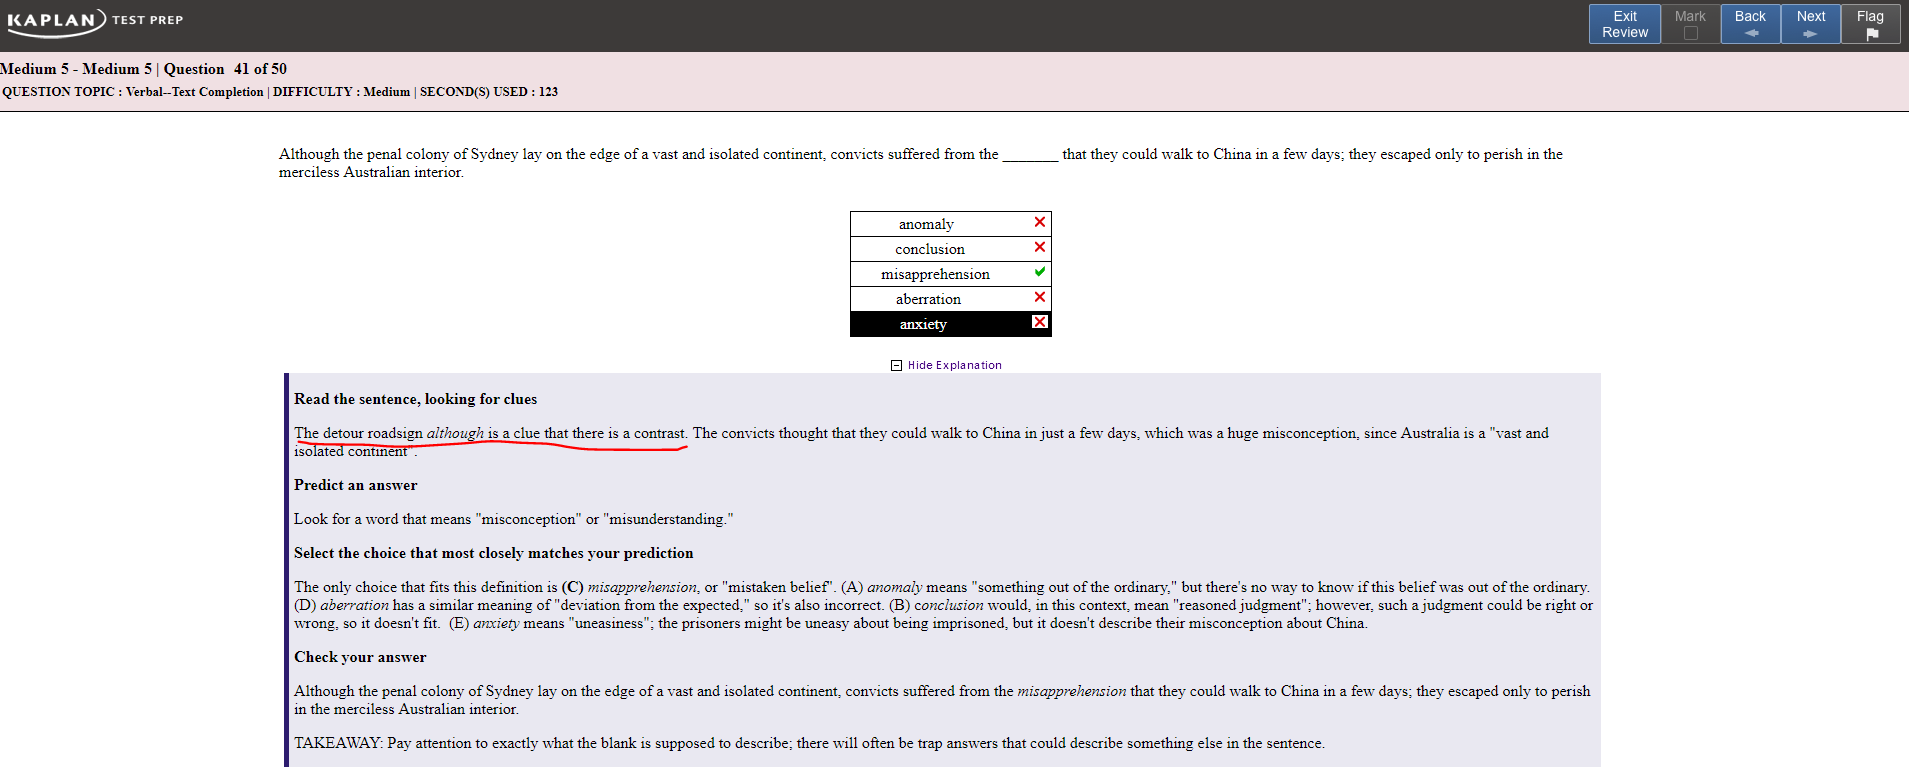 KAPLAN TEST PREP
Exit Review
Mark
Back
Next
Flag
Medium 5 - Medium 5 | Question 41 of 50
QUESTION TOPIC : Verbal--Text Completion | DIFFICULTY : Medium | SECOND(S) USED : 123
Although the penal colony of Sydney lay on the edge of a vast and isolated continent, convicts suffered from the _______ that they could walk to China in a few days; they escaped only to perish in the
merciless Australian interior.
anomaly
conclusion
misapprehension
aberration
anxiety
Hide Explanation
Read the sentence, looking for clues
The detour roadsign although is a clue that there is a contrast. The convicts thought that they could walk to China in just a few days, which was a huge misconception, since Australia is a "vast and
isolated continent".
Predict an answer
Look for a word that means "misconception" or "misunderstanding."
Select the choice that most closely matches your prediction
The only choice that fits this definition is (C) misapprehension, or "mistaken belief". (A) anomaly means "something out of the ordinary," but there's no way to know if this belief was out of the ordinary.
(D) aberration has a similar meaning of "deviation from the expected," so it's also incorrect. (B) conclusion would, in this context, mean "reasoned judgment"; however, such a judgment could be right or
wrong, so it doesn't fit. (E) anxiety means "uneasiness"; the prisoners might be uneasy about being imprisoned, but it doesn't describe their misconception about China.
Check your answer
Although the penal colony of Sydney lay on the edge of a vast and isolated continent, convicts suffered from the misapprehension that they could walk to China in a few days; they escaped only to perish
in the merciless Australian interior.
TAKEAWAY: Pay attention to exactly what the blank is supposed to describe; there will often be trap answers that could describe something else in the sentence.